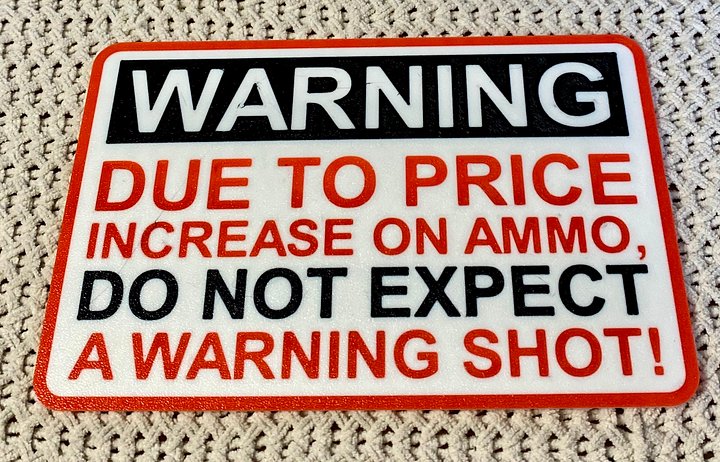 WARNING
DUE TO PRICE
INCREASE ON AMMO,
DO NOT EXPECT
A WARNING SHOT!